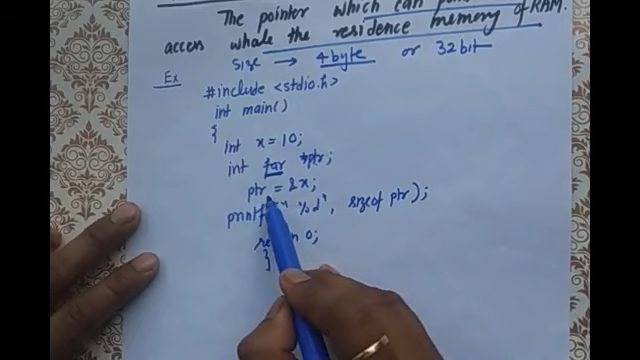 The pointer which can
access whole the residence memory of RAM.
Size → 4 byte or 32 bit
Ex
#include <stdio.h>
int main()
{
int x = 10;
int far *ptr;
ptr = &x;
printf(" %d", sizeof ptr);
0;
}